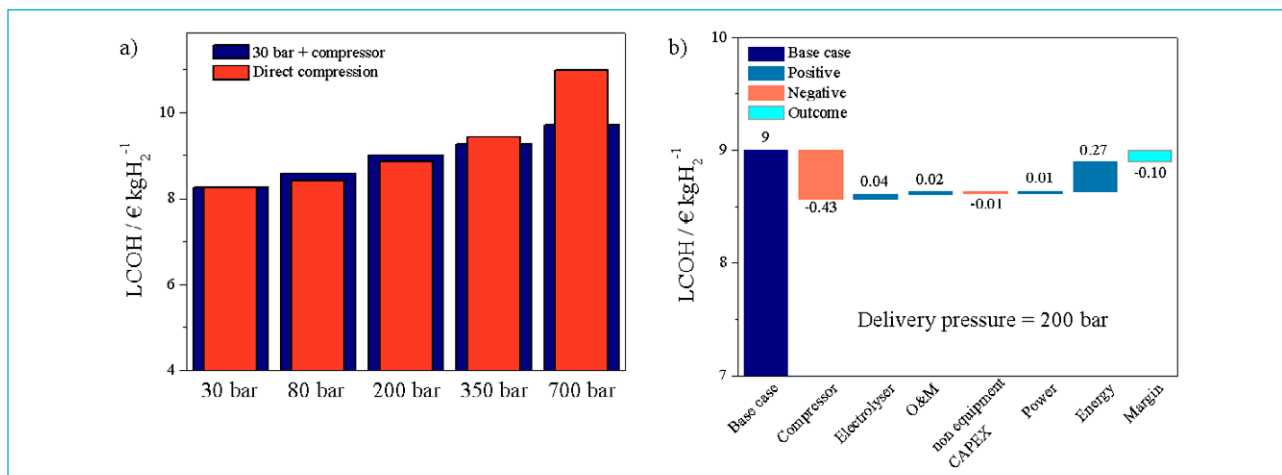 a)
30 bar + compressor
Direct compression
LCOH / € kgH₂⁻¹
10
8
6
4
30 bar
80 bar
200 bar
350 bar
700 bar
b)
Base case
Positive
Negative
Outcome
LCOH / € kgH₂⁻¹
10
9
8
7
9
-0.43
0.04
0.02
-0.01
0.01
0.27
-0.10
Delivery pressure = 200 bar
Base case
Compressor
Electrolyser
O&M
non equipment
CAPEX
Power
Energy
Margin